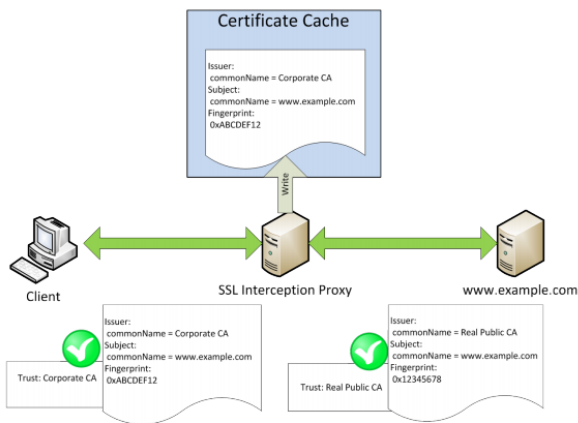 Certificate Cache
Issuer:
commonName = Corporate CA
Subject:
commonName = www.example.com
Fingerprint:
0xABCDEF12
Write
Client
SSL Interception Proxy
www.example.com
Issuer:
commonName = Corporate CA
Subject:
commonName = www.example.com
Fingerprint:
0xABCDEF12
Trust: Corporate CA
Issuer:
commonName = Real Public CA
Subject:
commonName = www.example.com
Fingerprint:
0x12345678
Trust: Real Public CA